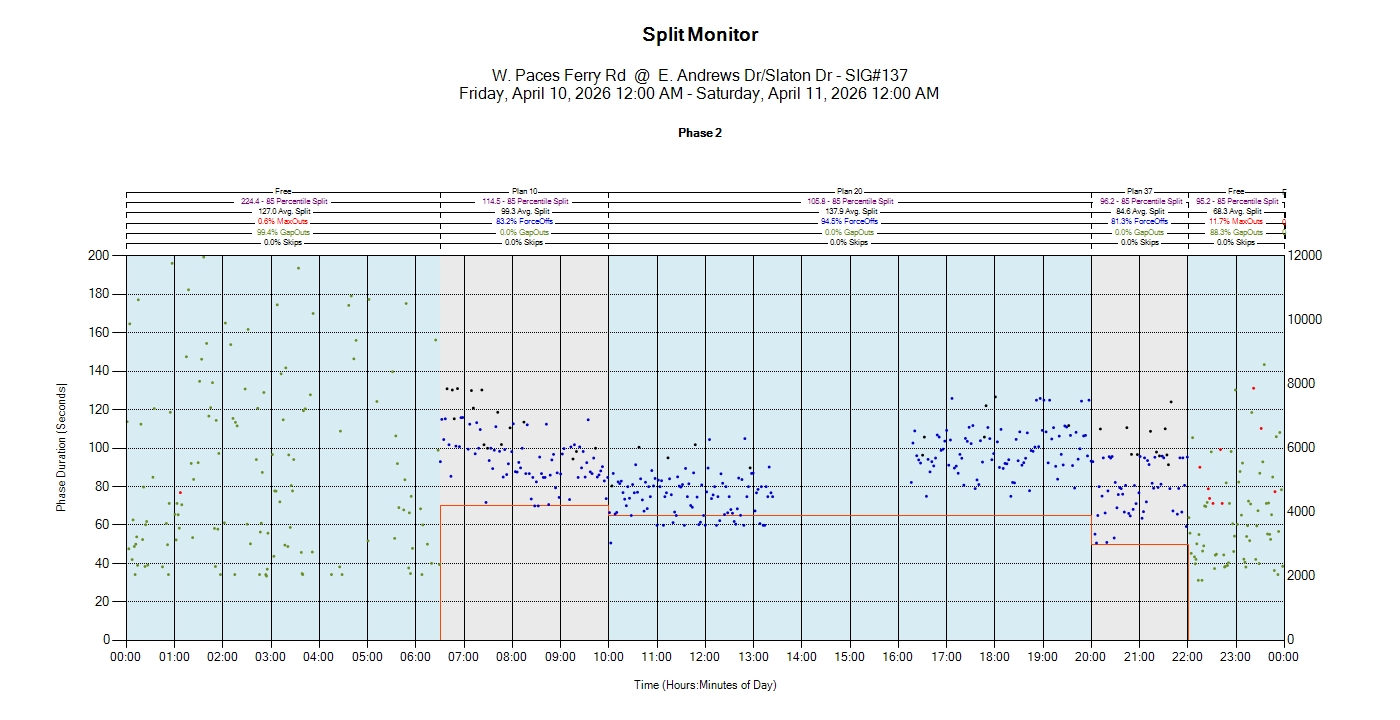 Split Monitor
W. Paces Ferry Rd @ E. Andrews Dr/Slaton Dr - SIG#137
Friday, April 10, 2026 12:00 AM - Saturday, April 11, 2026 12:00 AM
Phase 2
Free Plan 10 Plan 20 Plan 37 Free F
224.4 - 85 Percentile Split 114.5 - 85 Percentile Split 105.8 - 85 Percentile Split 96.2 - 85 Percentile Split 95.2 - 85 Percentile Split
127.0 Avg. Split 99.3 Avg. Split 137.9 Avg. Split 84.6 Avg. Split 68.3 Avg. Split
0.6% MaxOuts 83.2% ForceOffs 94.5% ForceOffs 81.3% ForceOffs 11.7% MaxOuts
99.4% GapOuts 0.0% GapOuts 0.0% GapOuts 0.0% GapOuts 88.3% GapOuts
0.0% Skips 0.0% Skips 0.0% Skips 0.0% Skips 0.0% Skips
200 12000
180
10000
160
140
8000
120
100 6000
80
4000
60
40
2000
20
0 0
Phase Duration (Seconds)
00:00 01:00 02:00 03:00 04:00 05:00 06:00 07:00 08:00 09:00 10:00 11:00 12:00 13:00 14:00 15:00 16:00 17:00 18:00 19:00 20:00 21:00 22:00 23:00 00:00
Time (Hours:Minutes of Day)